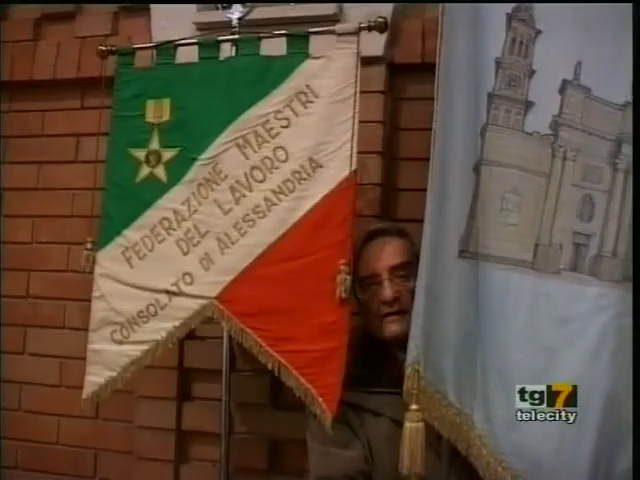 FEDERAZIONE MAESTRI
DEL LAVORO
CONSOLATO DI ALESSANDRIA
tg7
telecity